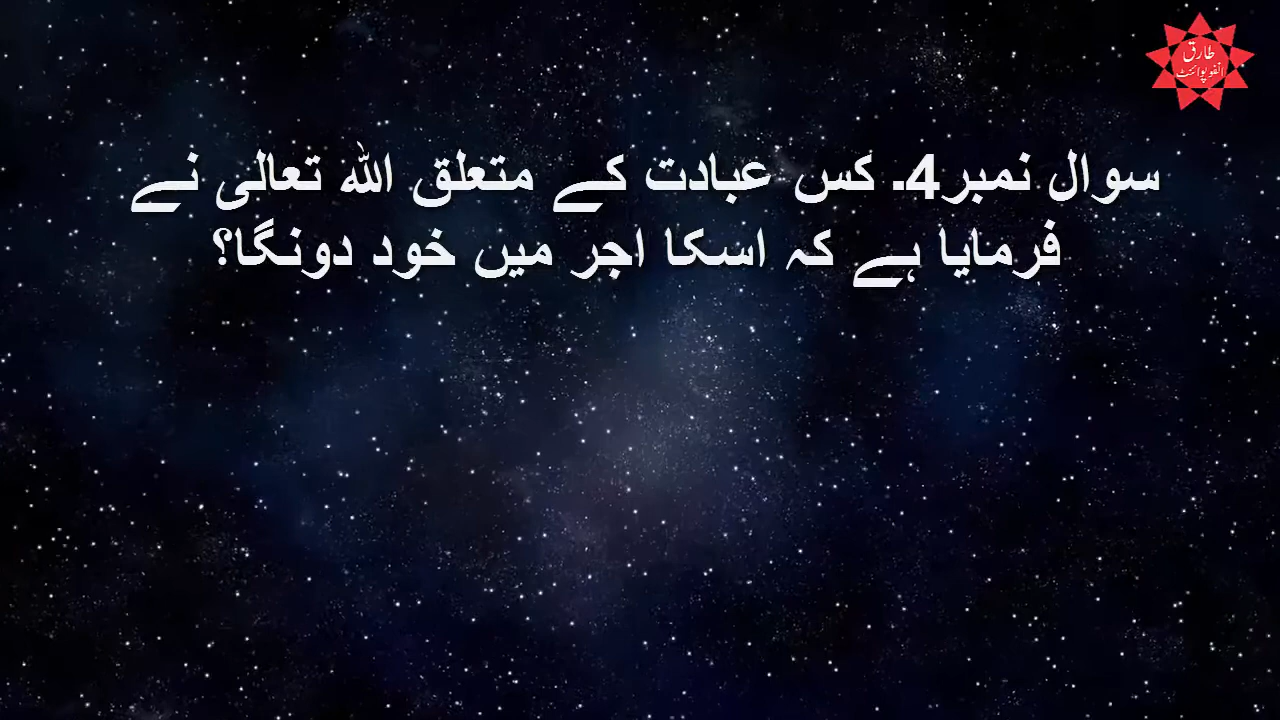 طارق
انفو پوائنٹ
سوال نمبر4۔ کس عبادت کے متعلق اللہ تعالی نے
فرمایا ہے کہ اسکا اجر میں خود دونگا؟